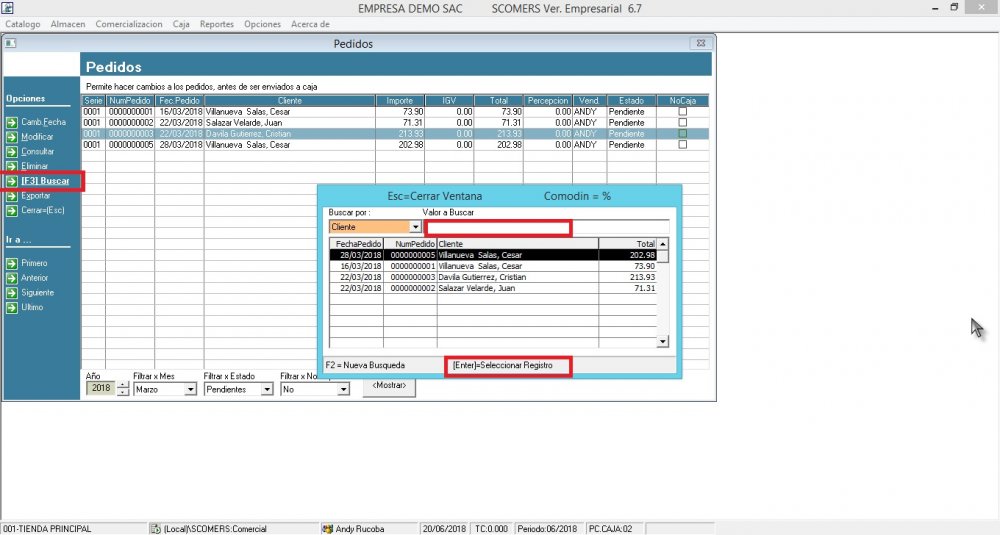 EMPRESA DEMO SAC SCOMERS Ver. Empresarial 6.7
Catalogo Almacen Comercialización Caja Reportes Opciones Acerca de
Pedidos
Pedidos
Permite hacer cambios a los pedidos, antes de ser enviados a caja
Opciones
Camb.Fecha
Modificar
Consultar
Eliminar
[F3] Buscar
Exportar
Cerrar=(Esc)
Ir a ...
Primero
Anterior
Siguiente
Ultimo
Serie NumPedido Fec.Pedido Cliente Importe IGV Total Percepcion Vend. Estado NoCaja
0001 0000000001 16/03/2018 Villanueva Salas, Cesar 73.90 0.00 73.90 0.00 ANDY Pendiente
0001 0000000002 22/03/2018 Salazar Velarde, Juan 71.31 0.00 71.31 0.00 ANDY Pendiente
0001 0000000003 22/03/2018 Davila Gutierrez, Cristian 213.93 0.00 213.93 0.00 ANDY Pendiente
0001 0000000005 28/03/2018 Villanueva Salas, Cesar 202.98 0.00 202.98 0.00 ANDY Pendiente
Esc=Cerrar Ventana Comodin = %
Buscar por : Valor a Buscar
Cliente
FechaPedido NumPedido Cliente Total
28/03/2018 0000000005 Villanueva Salas, Cesar 202.98
16/03/2018 0000000001 Villanueva Salas, Cesar 73.90
22/03/2018 0000000003 Davila Gutierrez, Cristian 213.93
22/03/2018 0000000002 Salazar Velarde, Juan 71.31
F2 = Nueva Busqueda [Enter]=Seleccionar Registro
Año Filtrar x Mes Filtrar x Estado Filtrar x No
2018 Marzo Pendientes No <Mostrar>
001-TIENDA PRINCIPAL (Local)\SCOMERS:Comercial Andy Rucoba 20/06/2018 TC:0.000 Periodo:06/2018 PC.CAJA:02